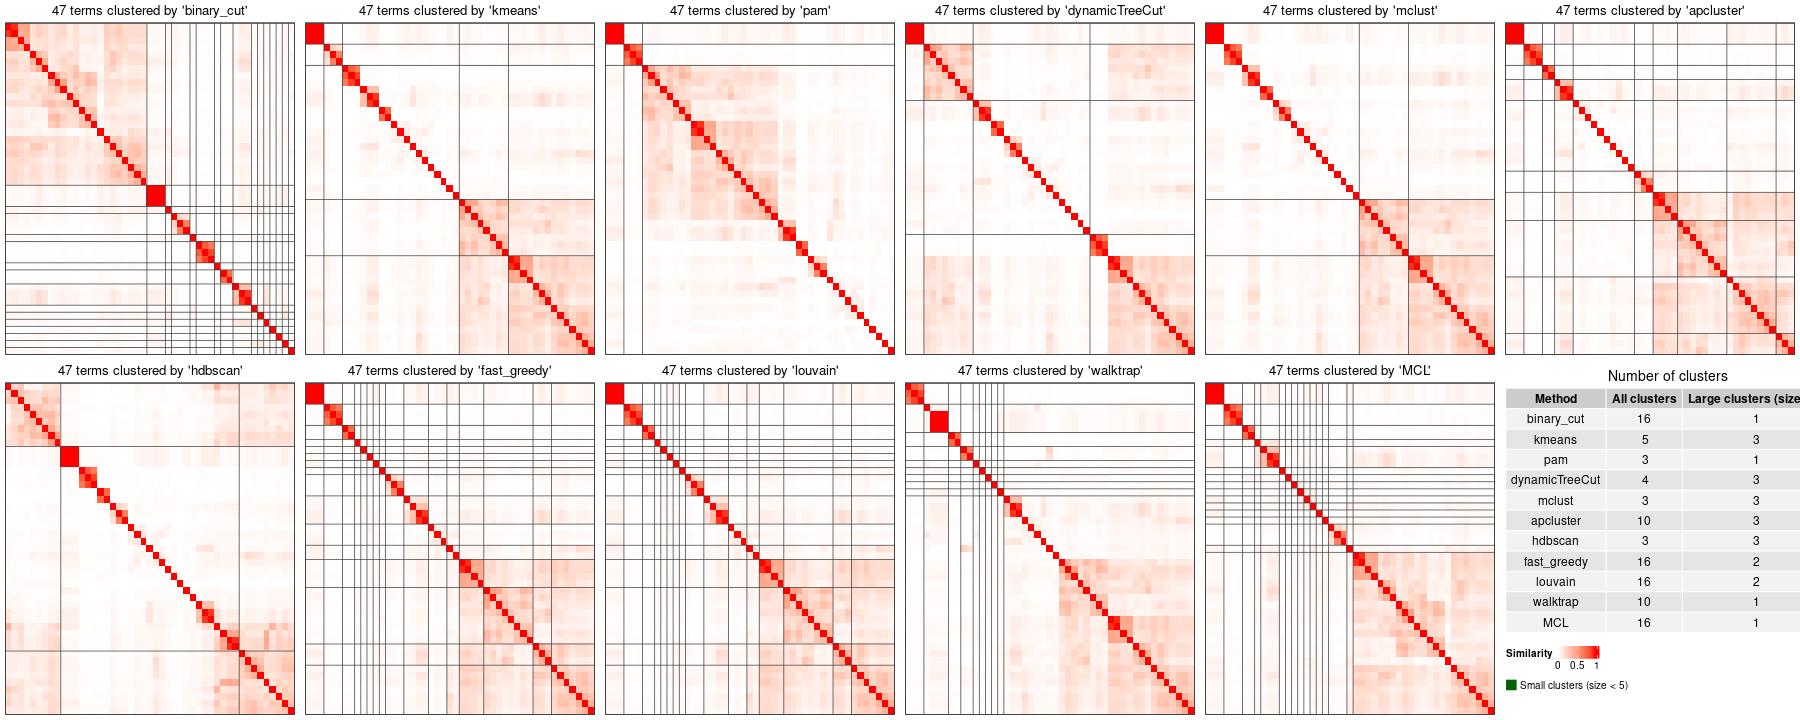 47 terms clustered by 'binary_cut'
47 terms clustered by 'kmeans'
47 terms clustered by 'pam'
47 terms clustered by 'dynamicTreeCut'
47 terms clustered by 'mclust'
47 terms clustered by 'apcluster'
47 terms clustered by 'hdbscan'
47 terms clustered by 'fast_greedy'
47 terms clustered by 'louvain'
47 terms clustered by 'walktrap'
47 terms clustered by 'MCL'
Number of clusters
Method All clusters Large clusters (size
binary_cut 16 1
kmeans 5 3
pam 3 1
dynamicTreeCut 4 3
mclust 3 3
apcluster 10 3
hdbscan 3 3
fast_greedy 16 2
louvain 16 2
walktrap 10 1
MCL 16 1
Similarity
0 0.5 1
Small clusters (size < 5)